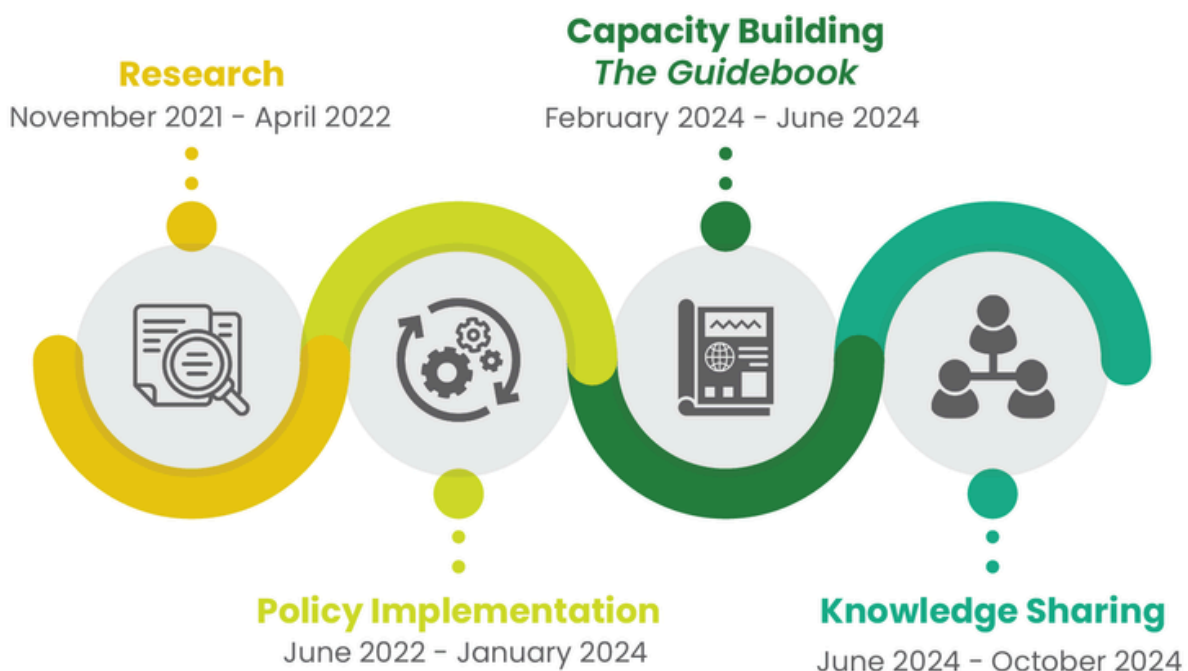 Research
November 2021 - April 2022
Capacity Building
The Guidebook
February 2024 - June 2024
Policy Implementation
June 2022 - January 2024
Knowledge Sharing
June 2024 - October 2024